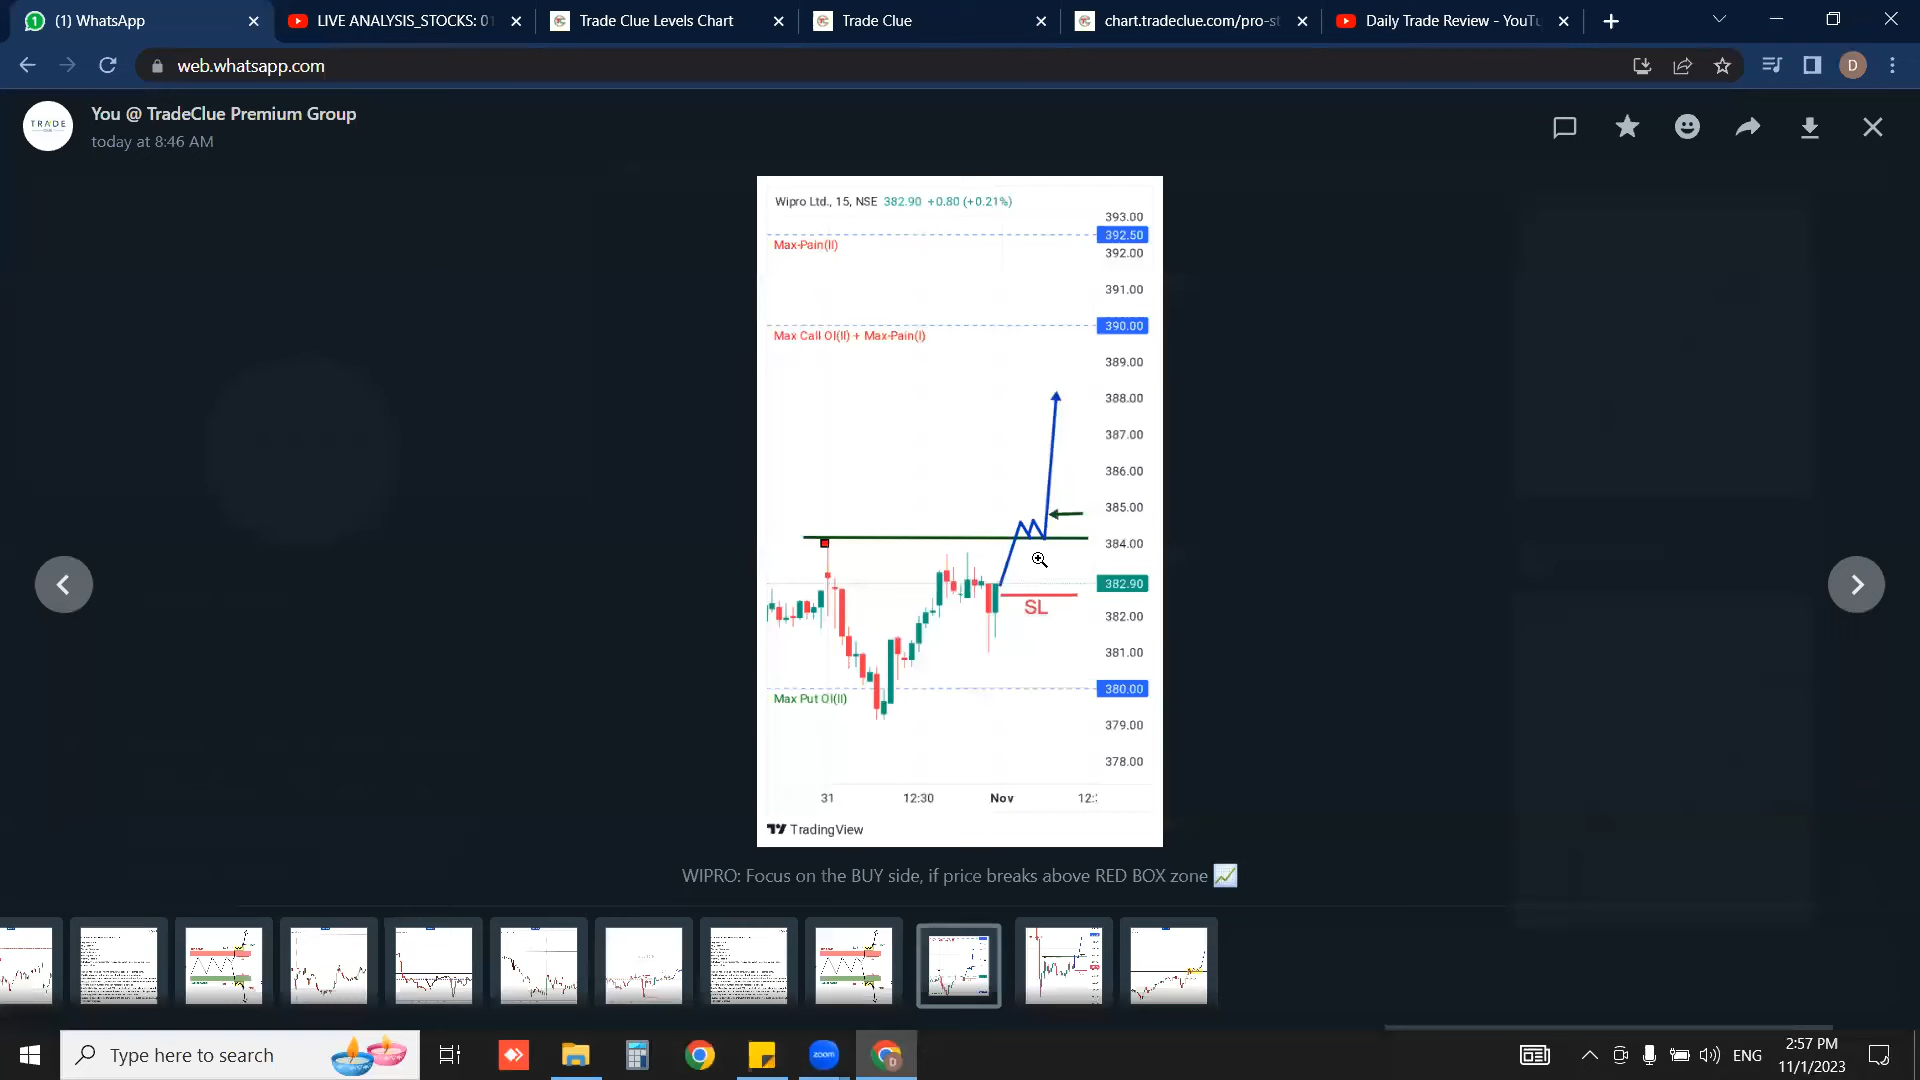 (1) WhatsApp
LIVE ANALYSIS_STOCKS: 01
Trade Clue Levels Chart
Trade Clue
chart.tradeclue.com/pro-st
Daily Trade Review - YouTu
web.whatsapp.com
D
TRADE
You @ TradeClue Premium Group
today at 8:46 AM
Wipro Ltd., 15, NSE 382.90 +0.80 (+0.21%)
393.00
392.50
Max-Pain(II)
392.00
391.00
390.00
Max Call OI(II) + Max-Pain(I)
389.00
388.00
387.00
386.00
385.00
384.00
382.90
SL
382.00
381.00
380.00
Max Put OI(II)
379.00
378.00
31 12:30 Nov 12:
TradingView
WIPRO: Focus on the BUY side, if price breaks above RED BOX zone
Type here to search
zoom
ENG
2:57 PM
11/1/2023